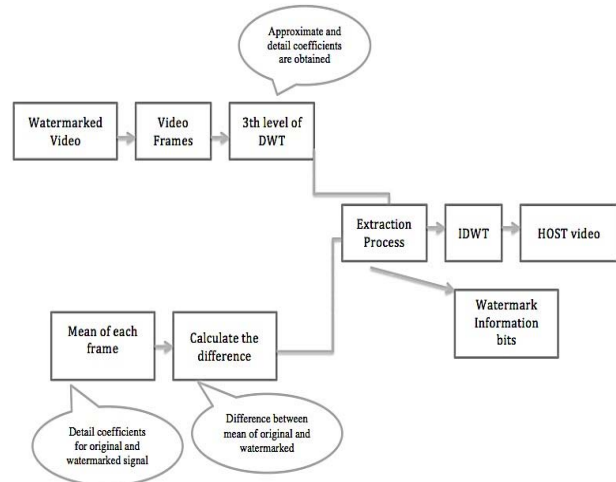 Approximate and
detail coefficients
are obtained
Watermarked
Video
Video
Frames
3th level of
DWT
Extraction
Process
IDWT
HOST video
Watermark
Information
bits
Mean of each
frame
Calculate the
difference
Detail coefficients
for original and
watermarked signal
Difference between
mean of original and
watermarked